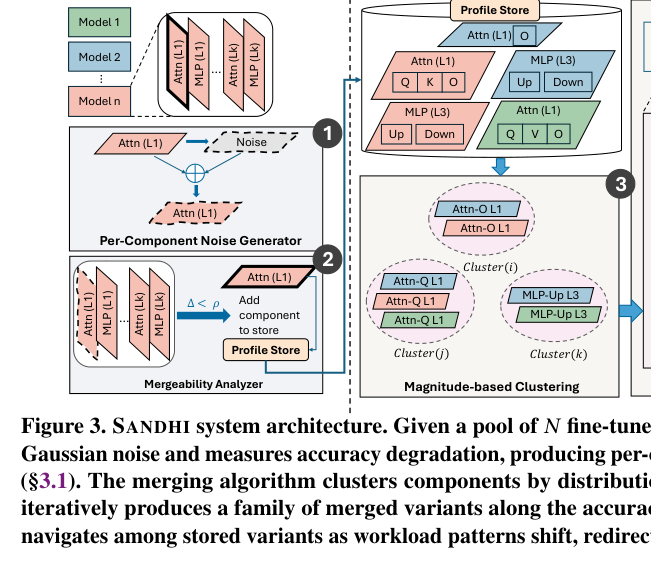 Model 1
Model 2
⋮
Model n
Attn (L1)
MLP (L1)
...
Attn (Lk)
MLP (Lk)
1
Attn (L1)
Noise
Attn (L1)
Per-Component Noise Generator
2
Attn (L1)
MLP (L1)
...
Attn (Lk)
MLP (Lk)
Δ < ρ
Attn (L1)
Add
component
to store
Profile Store
Mergeability Analyzer
Profile Store
Attn (L1) O
Attn (L1)
Q K O
MLP (L3)
Up Down
MLP (L3)
Up Down
Attn (L1)
Q V O
3
Attn-O L1
Attn-O L1
Cluster(i)
Attn-Q L1
Attn-Q L1
Attn-Q L1
Cluster(j)
MLP-Up L3
MLP-Up L3
Cluster(k)
Magnitude-based Clustering
Figure 3. SANDHI system architecture. Given a pool of N fine-tune
Gaussian noise and measures accuracy degradation, producing per-
(§3.1). The merging algorithm clusters components by distributi
iteratively produces a family of merged variants along the accura
navigates among stored variants as workload patterns shift, redirec